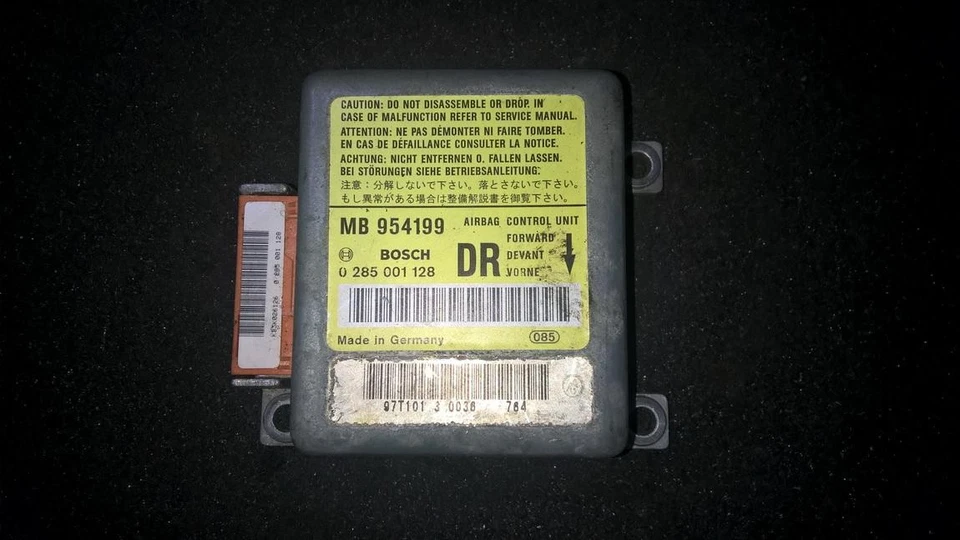 CAUTION: DO NOT DISASSEMBLE OR DROP. IN
CASE OF MALFUNCTION REFER TO SERVICE MANUAL.
ATTENTION: NE PAS DÉMONTER NI FAIRE TOMBER.
EN CAS DE DÉFAILLANCE CONSULTER LA NOTICE.
ACHTUNG: NICHT ENTFERNEN O. FALLEN LASSEN.
BEI STÖRUNGEN SIEHE BETRIEBSANLEITUNG.
注意：分解しないで下さい。落とさないで下さい。
もし異常がある場合は整備解説書を御覧下さい。
MB 954199
AIRBAG CONTROL UNIT
FORWARD
BOSCH
DR
DEVANT
0 285 001 128
VORNE
Made in Germany
085
97T101 3 0036 764
0 285 001 128